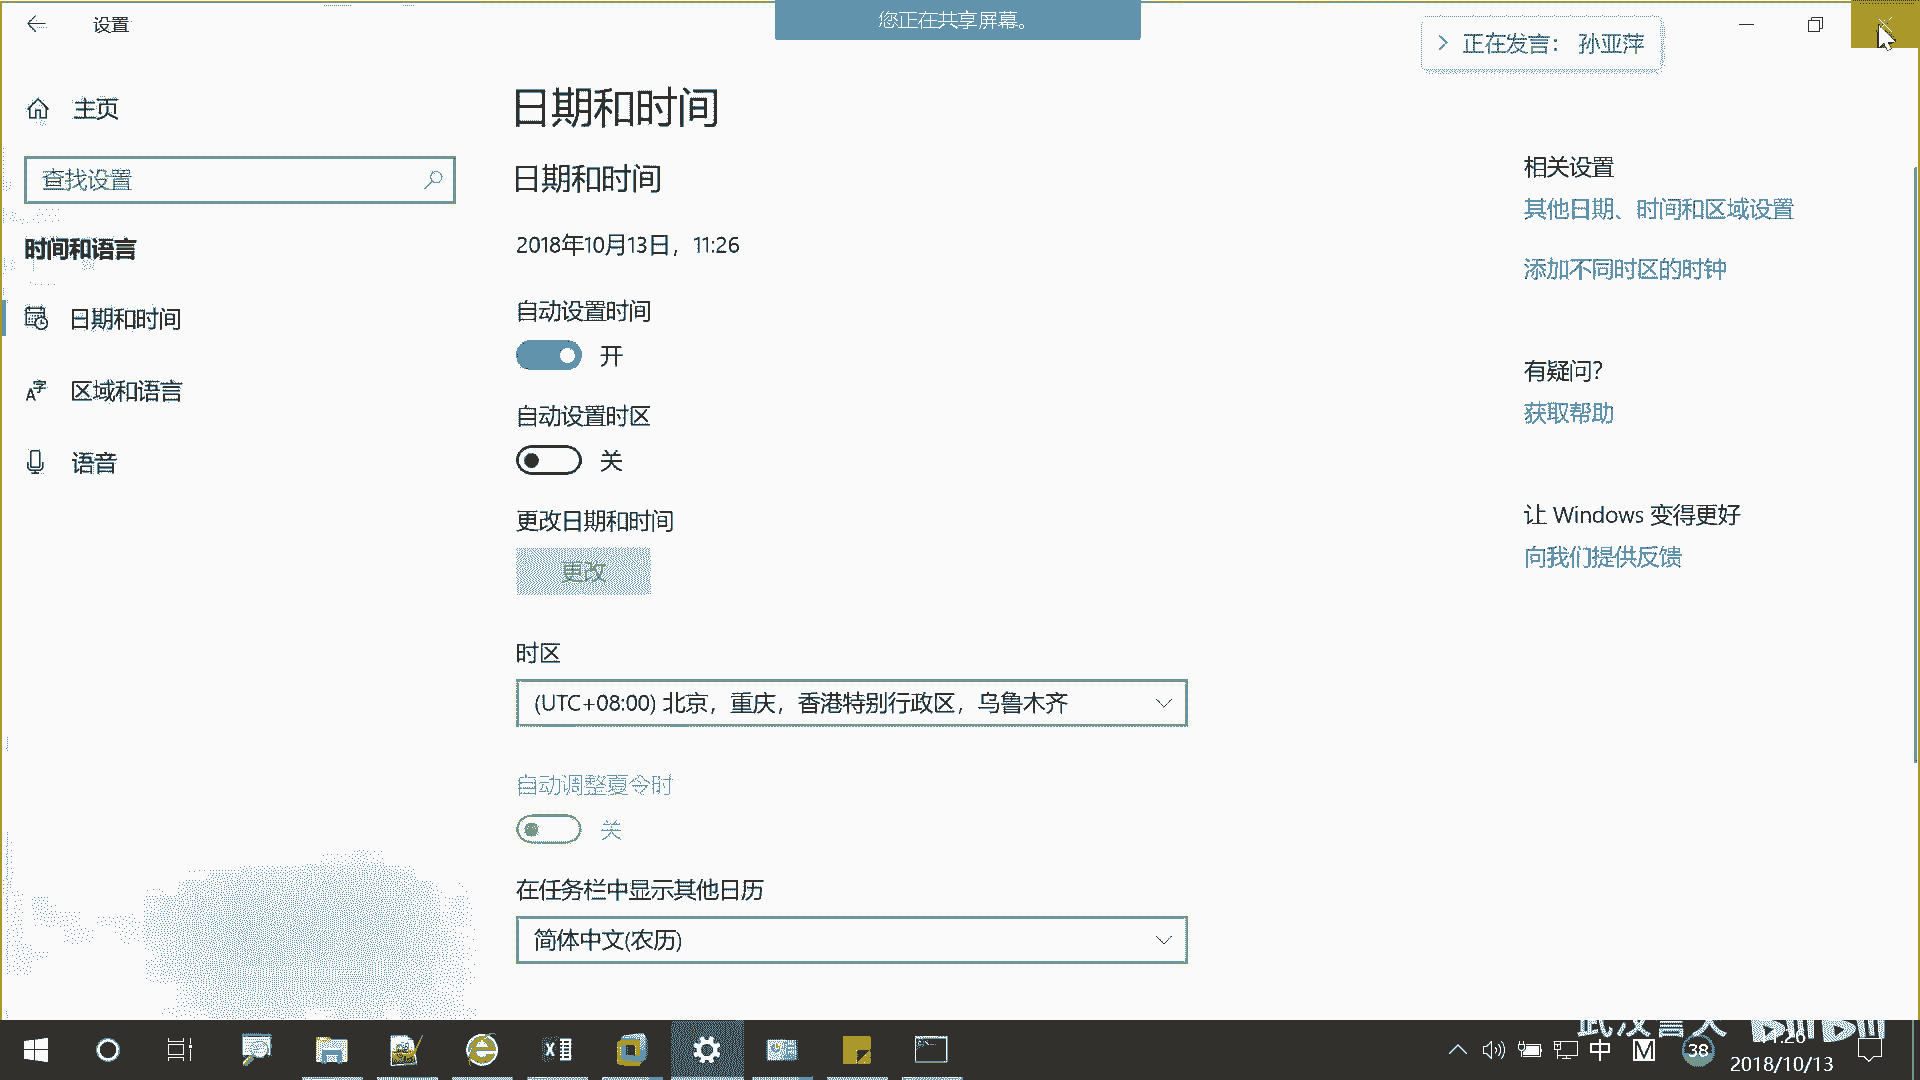 设置
您正在共享屏幕。
正在发言： 孙亚萍
主页
查找设置
时间和语言
日期和时间
区域和语言
语音
日期和时间
日期和时间
2018年10月13日，11:26
自动设置时间
开
自动设置时区
关
更改日期和时间
更改
时区
(UTC+08:00) 北京，重庆，香港特别行政区，乌鲁木齐
自动调整夏令时
关
在任务栏中显示其他日历
简体中文(农历)
相关设置
其他日期、时间和区域设置
添加不同时区的时钟
有疑问?
获取帮助
让 Windows 变得更好
向我们提供反馈
中
M
38
11:26
2018/10/13